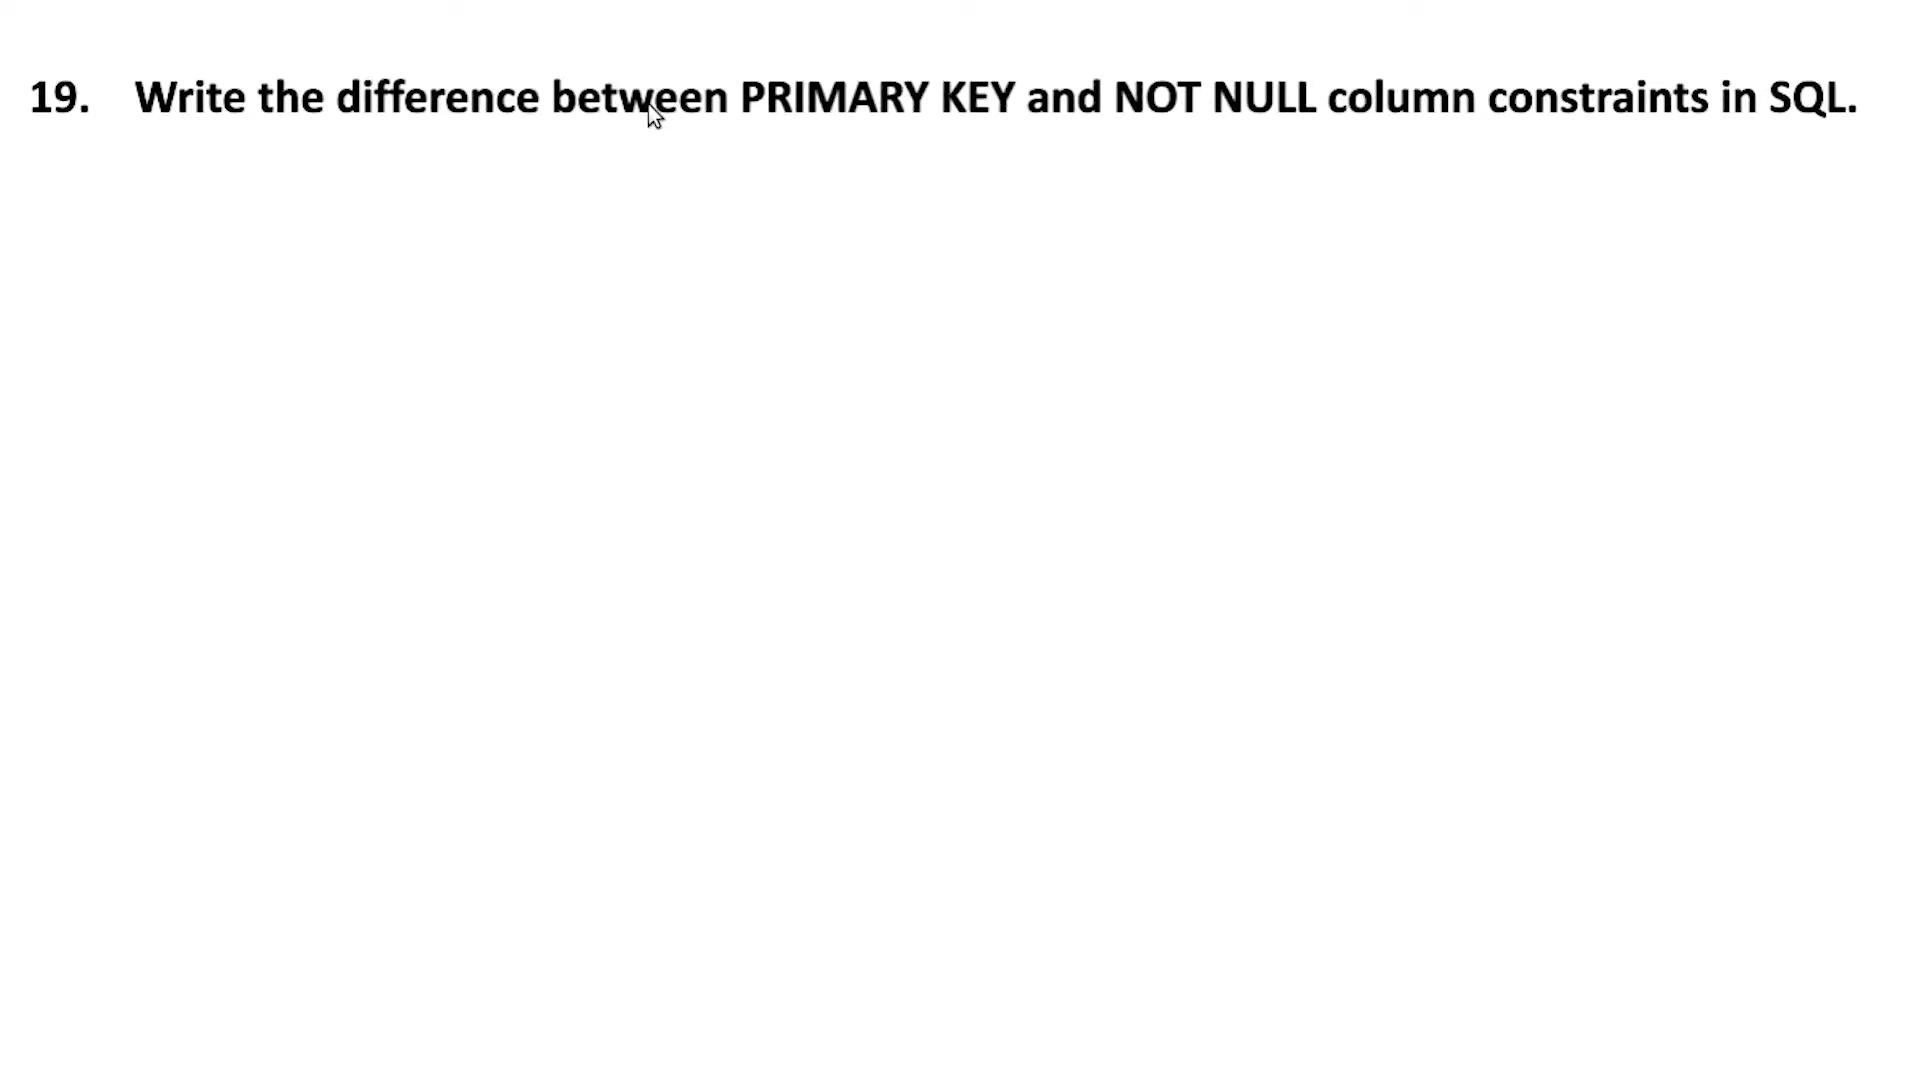 19. Write the difference between PRIMARY KEY and NOT NULL column constraints in SQL.